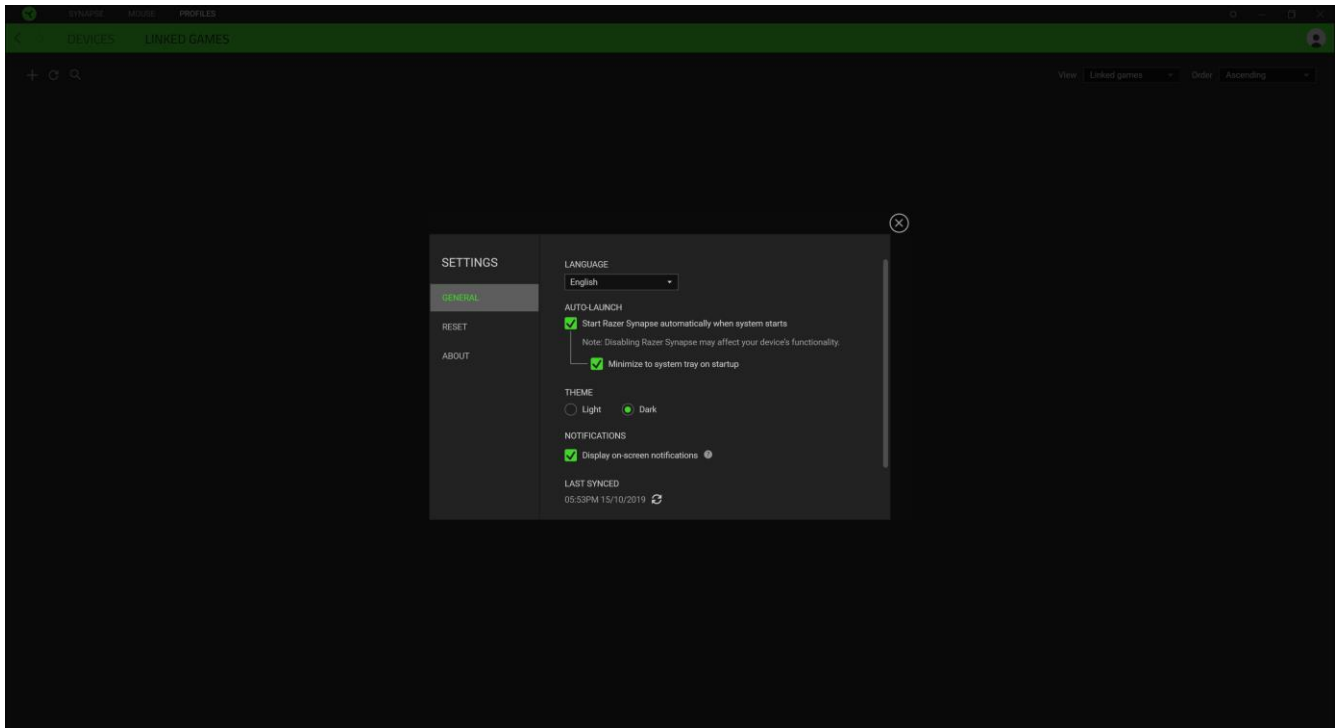 SYNAPSE MOUSE PROFILES
DEVICES LINKED GAMES
View Linked games Order Ascending
SETTINGS
GENERAL
RESET
ABOUT
LANGUAGE
English
AUTO-LAUNCH
Start Razer Synapse automatically when system starts
Note: Disabling Razer Synapse may affect your device's functionality.
Minimize to system tray on startup
THEME
Light Dark
NOTIFICATIONS
Display on-screen notifications ?
LAST SYNCED
05:53PM 15/10/2019